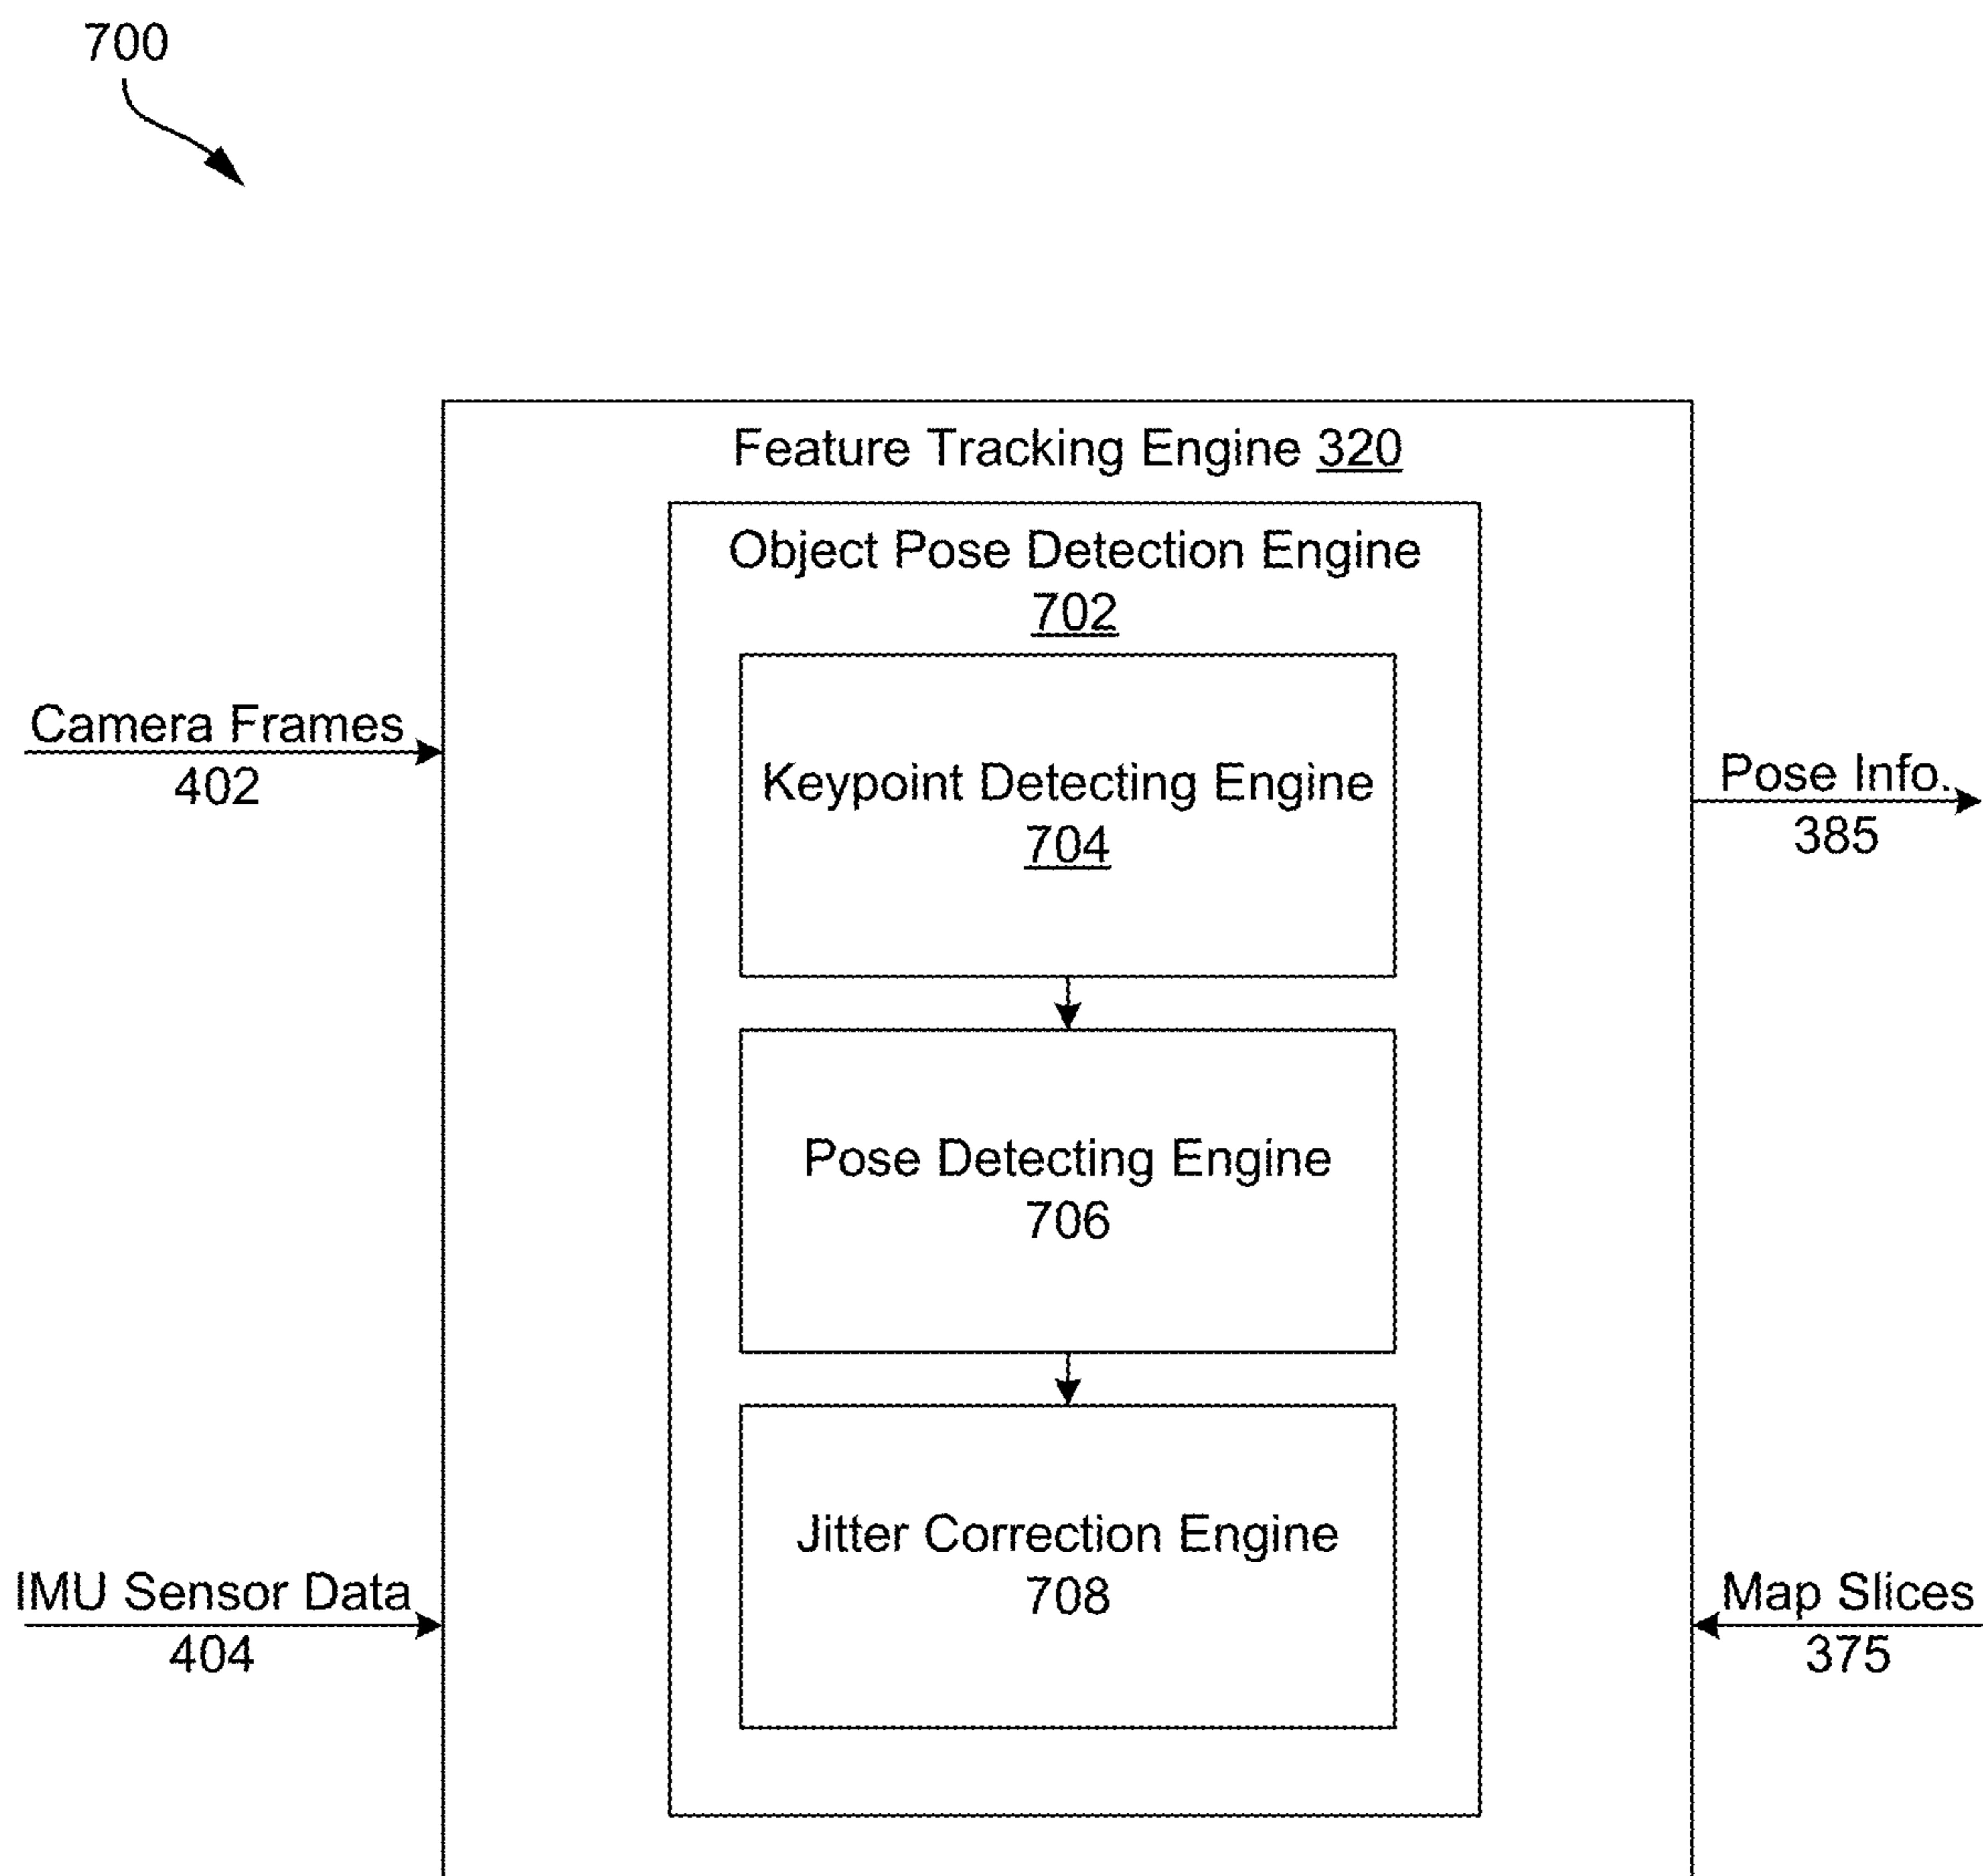 700
Feature Tracking Engine 320
Object Pose Detection Engine
702
Camera Frames
402
Keypoint Detecting Engine
704
Pose Info.
385
Pose Detecting Engine
706
Jitter Correction Engine
708
IMU Sensor Data
404
Map Slices
375